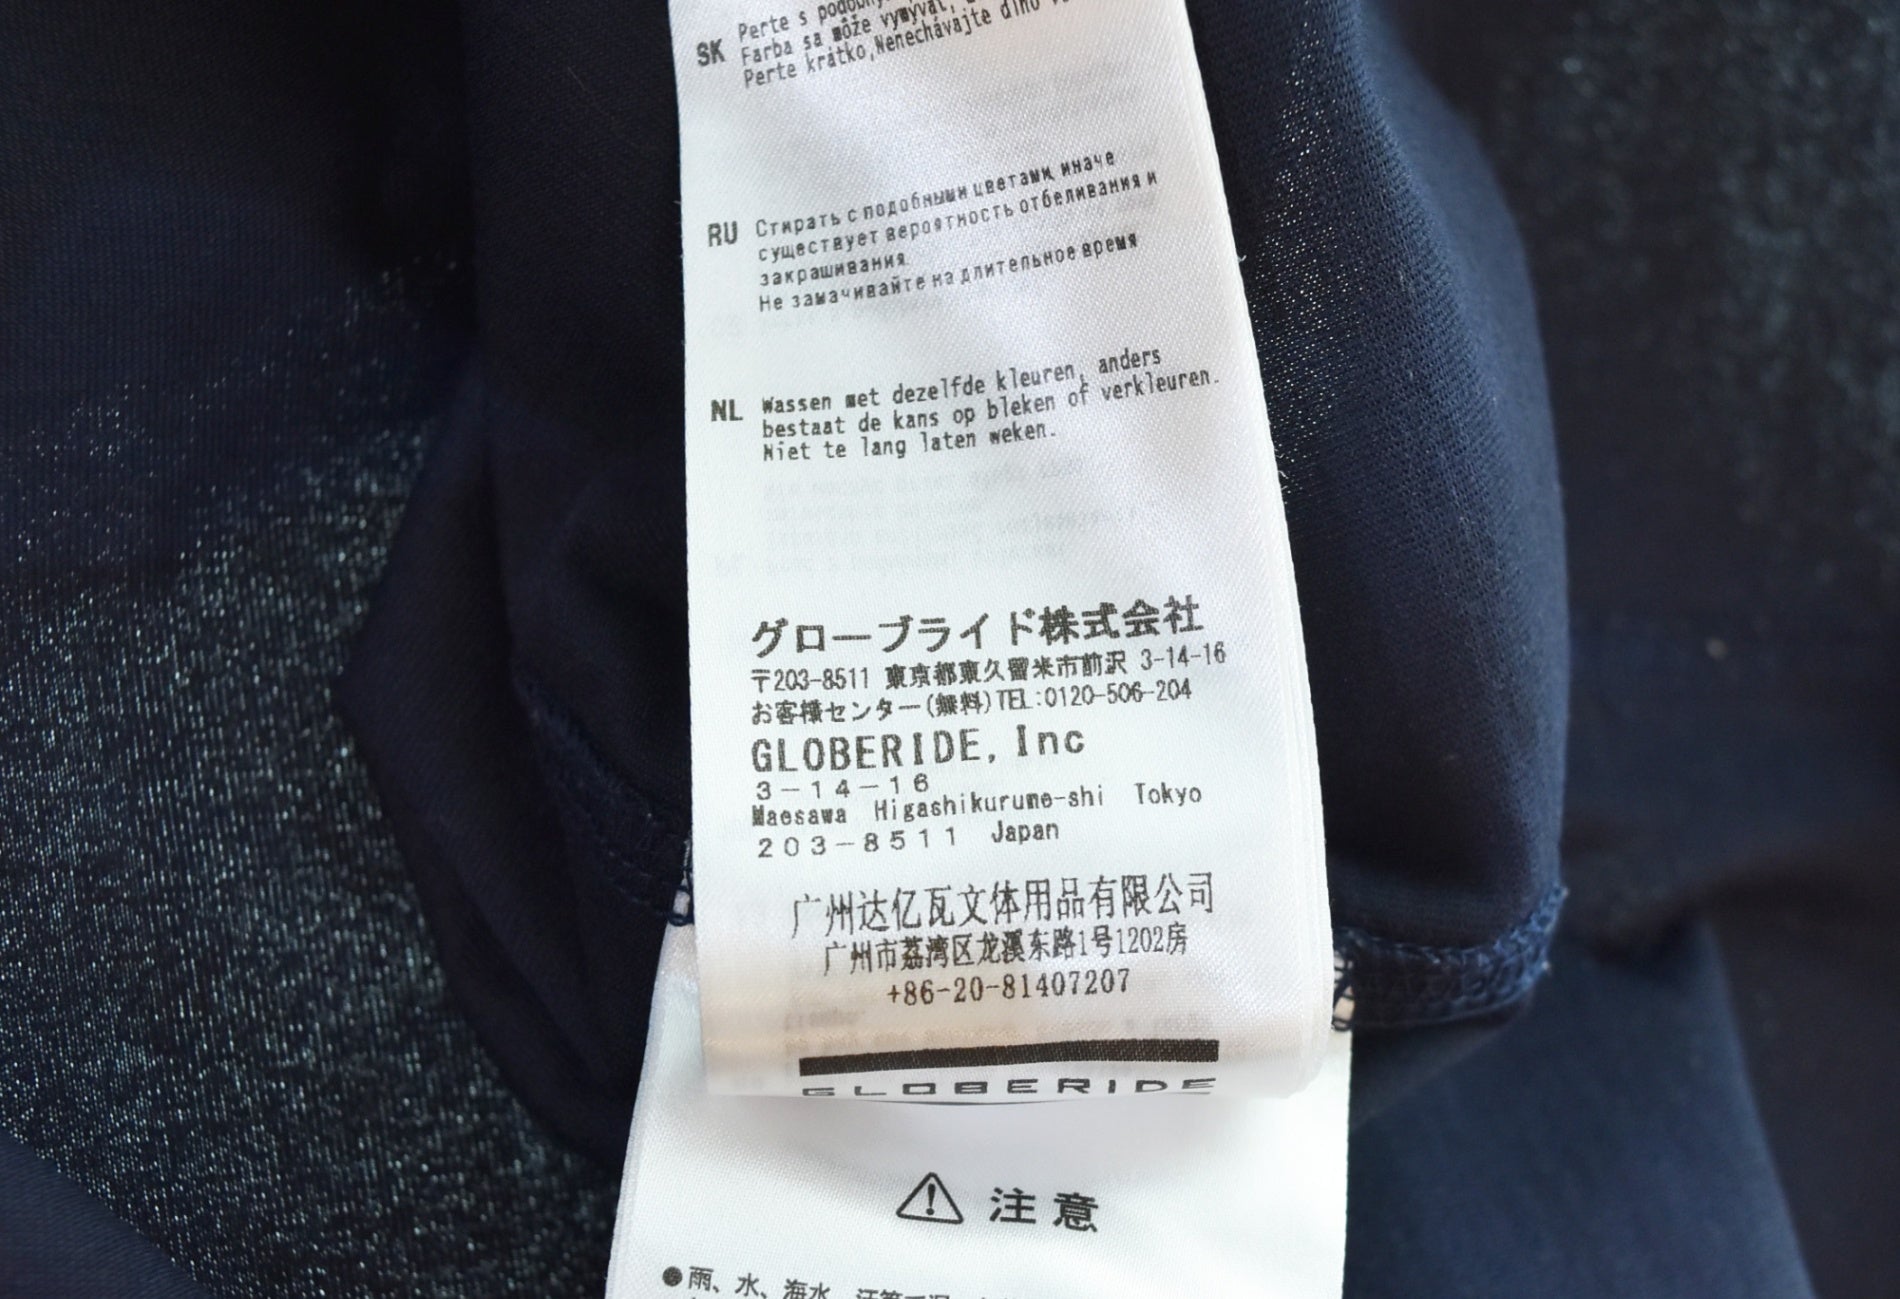 SK Perte s
Farba sa môže vymývať,
Perte krátko,Nenechávajte dlho
RU Стирать с подобными цветами, иначе
существует вероятность отбеливания и
закрашивания.
Не замачивайте на длительное время
NL Wassen met dezelfde kleuren, anders
bestaat de kans op bleken of verkleuren.
Niet te lang laten weken.
グローブライド株式会社
〒203-8511 東京都東久留米市前沢 3-14-16
お客様センター(無料)TEL:0120-506-204
GLOBERIDE, Inc
3-14-16
Maesawa Higashikurume-shi Tokyo
203-8511 Japan
广州达亿瓦文体用品有限公司
广州市荔湾区龙溪东路1号1202房
+86-20-81407207
GLOBERIDE
注意
●雨、水、海水、